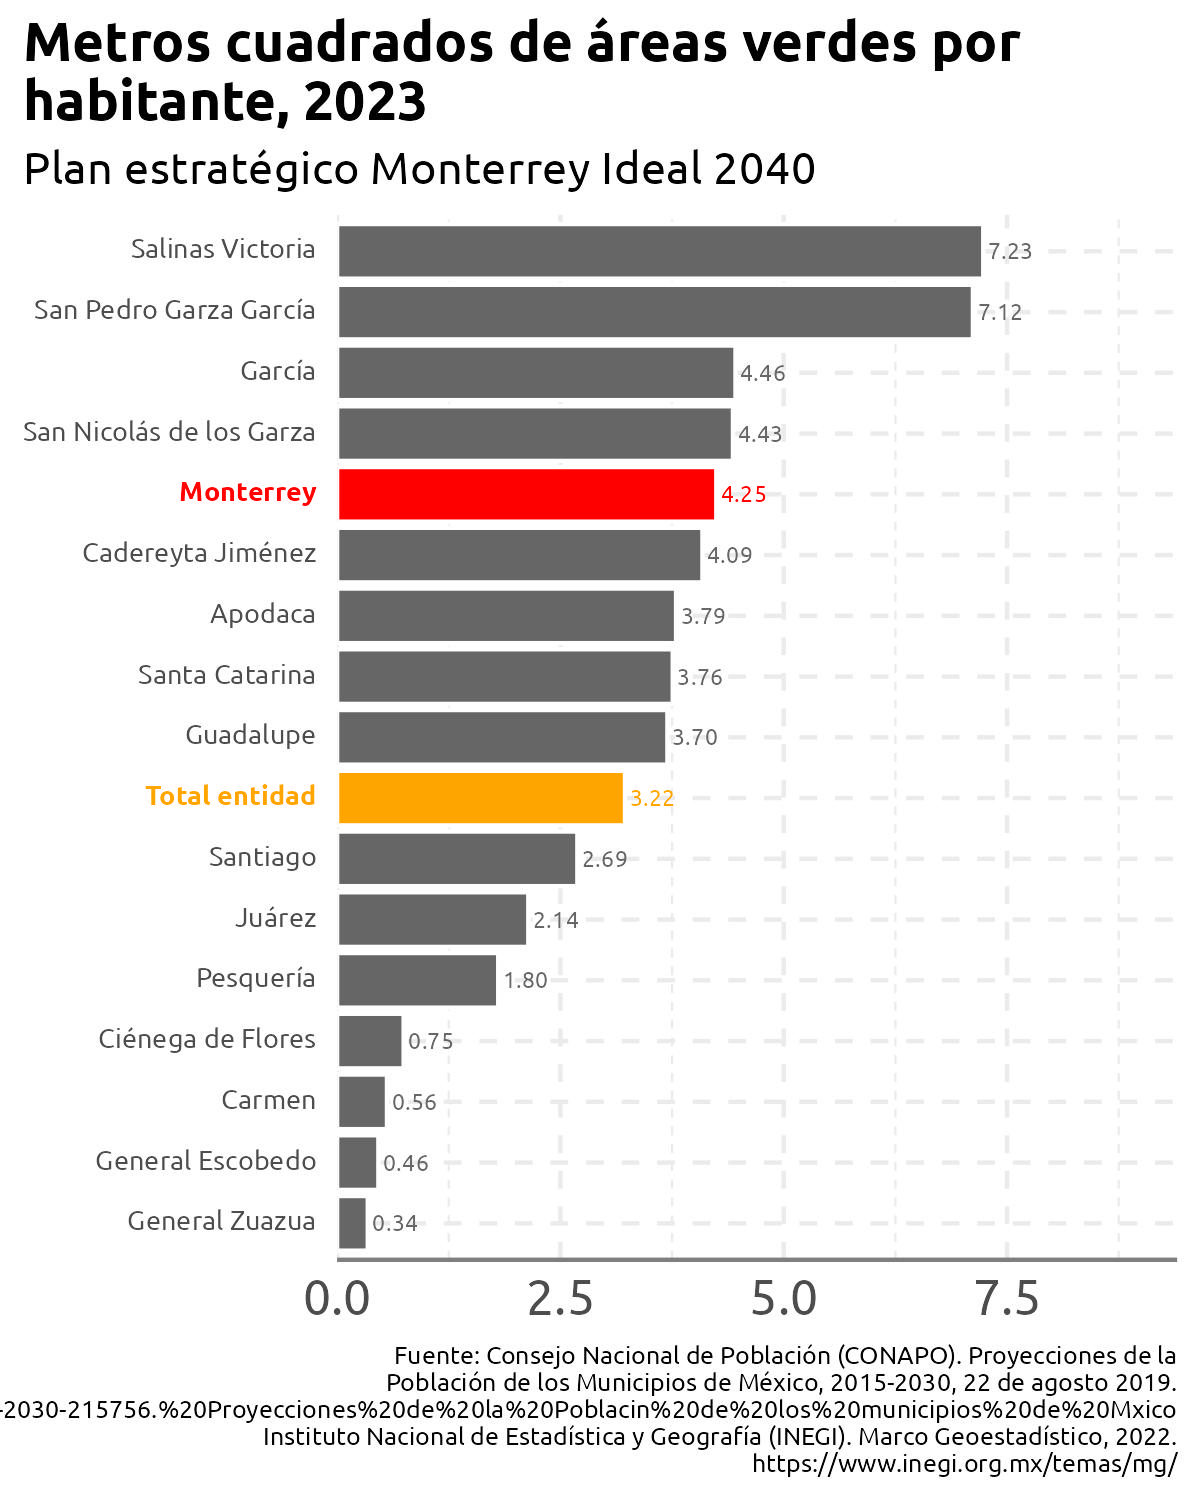 Metros cuadrados de áreas verdes por
habitante, 2023
Plan estratégico Monterrey Ideal 2040
Salinas Victoria 7.23
San Pedro Garza García 7.12
García 4.46
San Nicolás de los Garza 4.43
Monterrey 4.25
Cadereyta Jiménez 4.09
Apodaca 3.79
Santa Catarina 3.76
Guadalupe 3.70
Total entidad 3.22
Santiago 2.69
Juárez 2.14
Pesquería 1.80
Ciénega de Flores 0.75
Carmen 0.56
General Escobedo 0.46
General Zuazua 0.34
0.0 2.5 5.0 7.5
Fuente: Consejo Nacional de Población (CONAPO). Proyecciones de la
Población de los Municipios de México, 2015-2030, 22 de agosto 2019.
-2030-215756.%20Proyecciones%20de%20la%20Poblacin%20de%20los%20municipios%20de%20Mxico
Instituto Nacional de Estadística y Geografía (INEGI). Marco Geoestadístico, 2022.
https://www.inegi.org.mx/temas/mg/